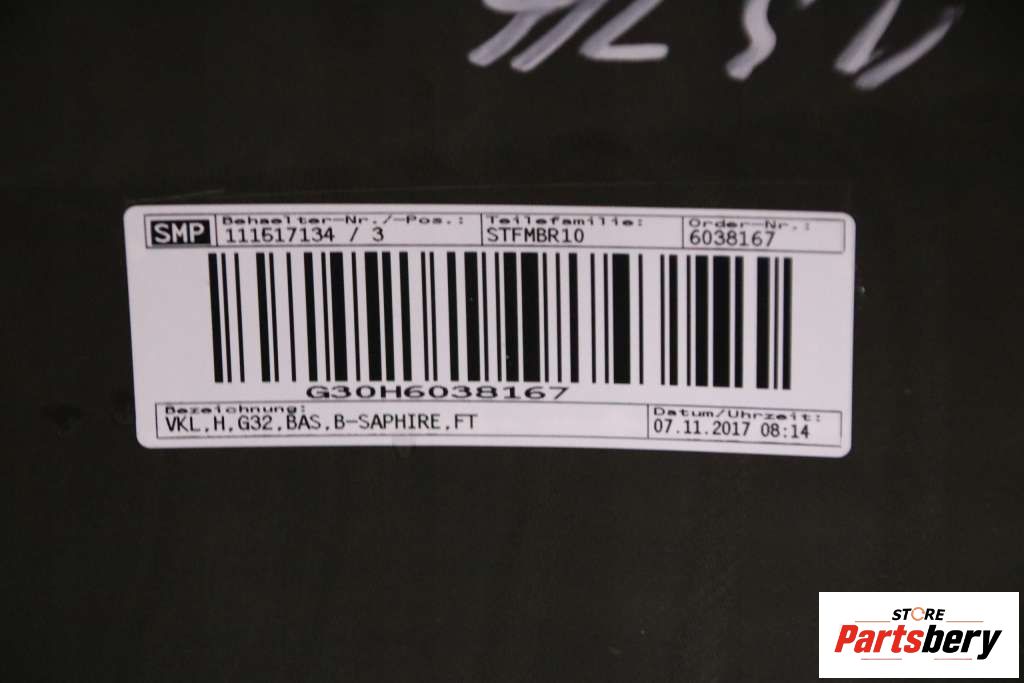 SMP
Behaelter-Nr./-Pos.:
111617134 / 3
Teilefamilie:
STFMBR10
Order-Nr.:
6038167
G30H6038167
Bezeichnung:
VKL,H,G32,BAS,B-SAPHIRE,FT
Datum/Uhrzeit:
07.11.2017 08:14
STORE
Partsbery